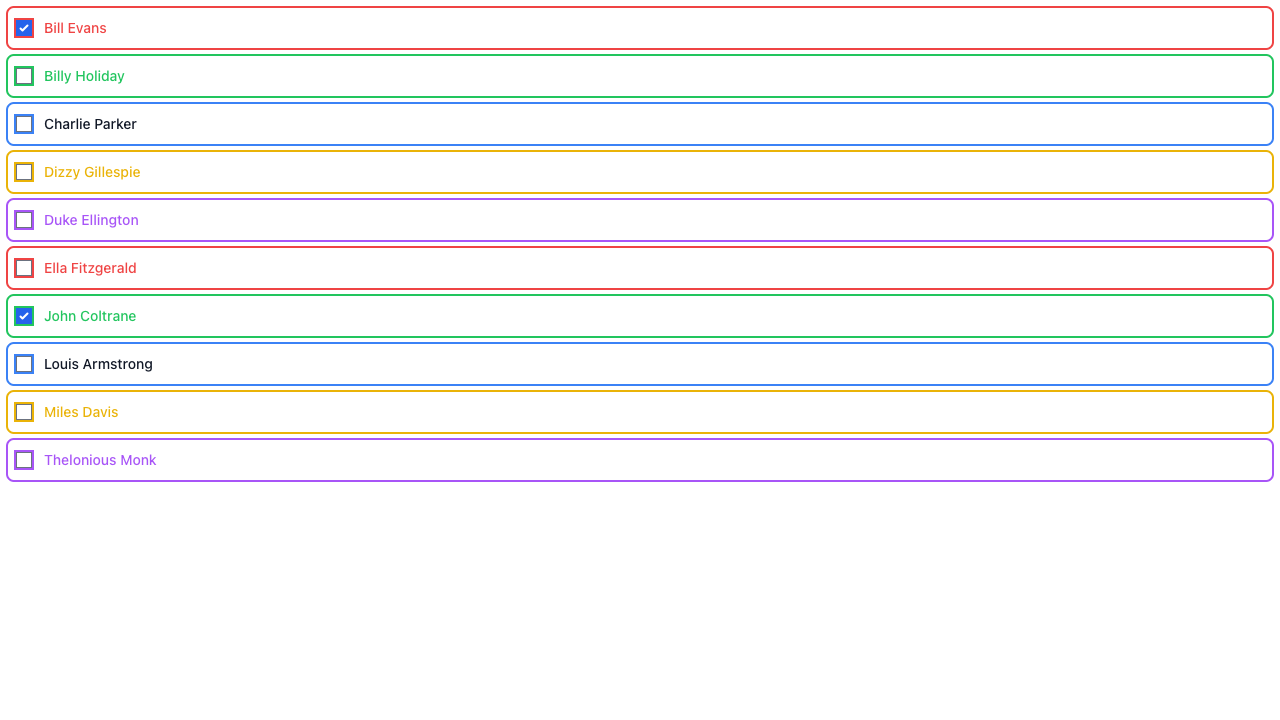 Bill Evans
Billy Holiday
Charlie Parker
Dizzy Gillespie
Duke Ellington
Ella Fitzgerald
John Coltrane
Louis Armstrong
Miles Davis
Thelonious Monk